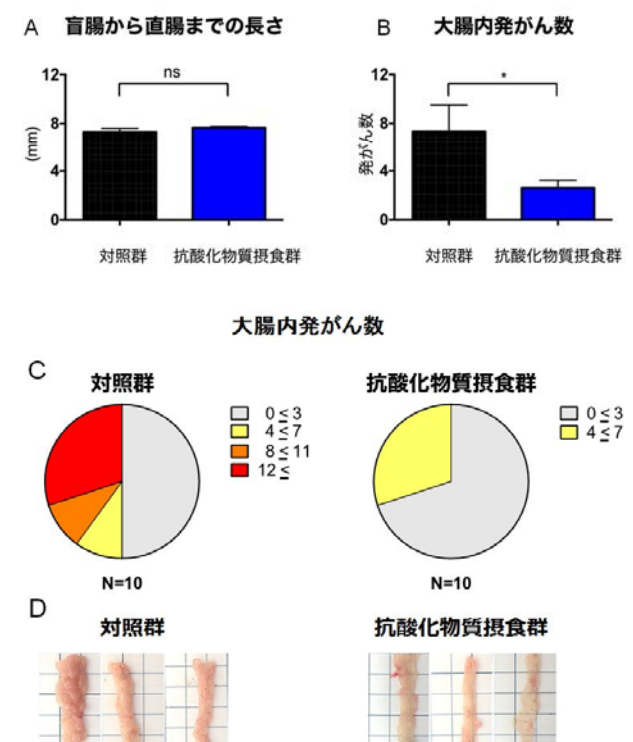 A 盲腸から直腸までの長さ
ns
12
8
4
0
(mm)
対照群 抗酸化物質摂食群
B 大腸内発がん数
*
12
8
4
0
発がん数
対照群 抗酸化物質摂食群
大腸内発がん数
C
対照群
0 ≤ 3
4 ≤ 7
8 ≤ 11
12 ≤
N=10
抗酸化物質摂食群
0 ≤ 3
4 ≤ 7
N=10
D
対照群 抗酸化物質摂食群